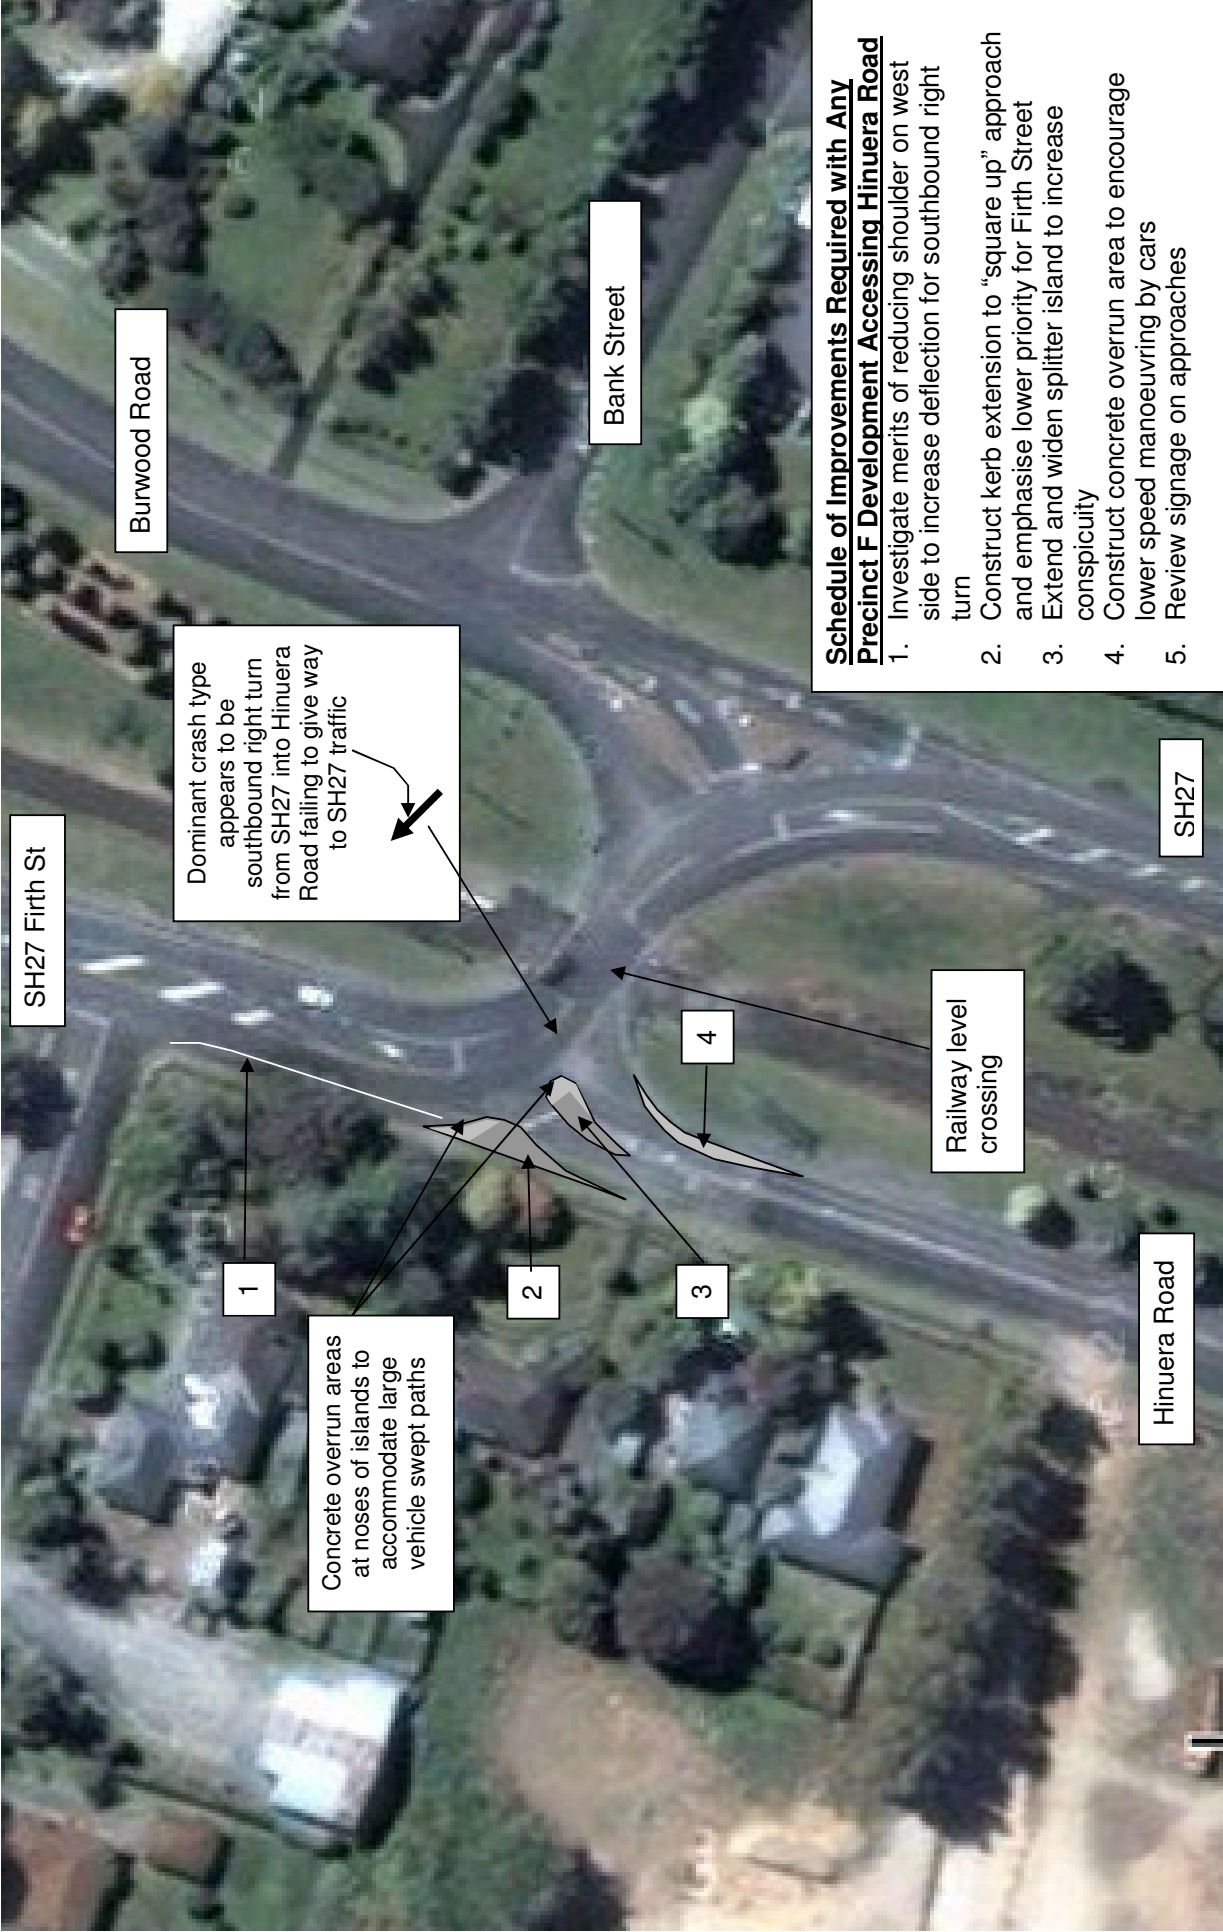 SH27 Firth St
Burwood Road
Dominant crash type
appears to be
southbound right turn
from SH27 into Hinuera
Road failing to give way
to SH27 traffic
Bank Street
1
Concrete overrun areas
at noses of islands to
accommodate large
vehicle swept paths
2
3
4
Railway level
crossing
Hinuera Road
SH27
Schedule of Improvements Required with Any
Precinct F Development Accessing Hinuera Road
1. Investigate merits of reducing shoulder on west
side to increase deflection for southbound right
turn
2. Construct kerb extension to “square up” approach
and emphasise lower priority for Firth Street
3. Extend and widen splitter island to increase
conspicuity
4. Construct concrete overrun area to encourage
lower speed manoeuvring by cars
5. Review signage on approaches